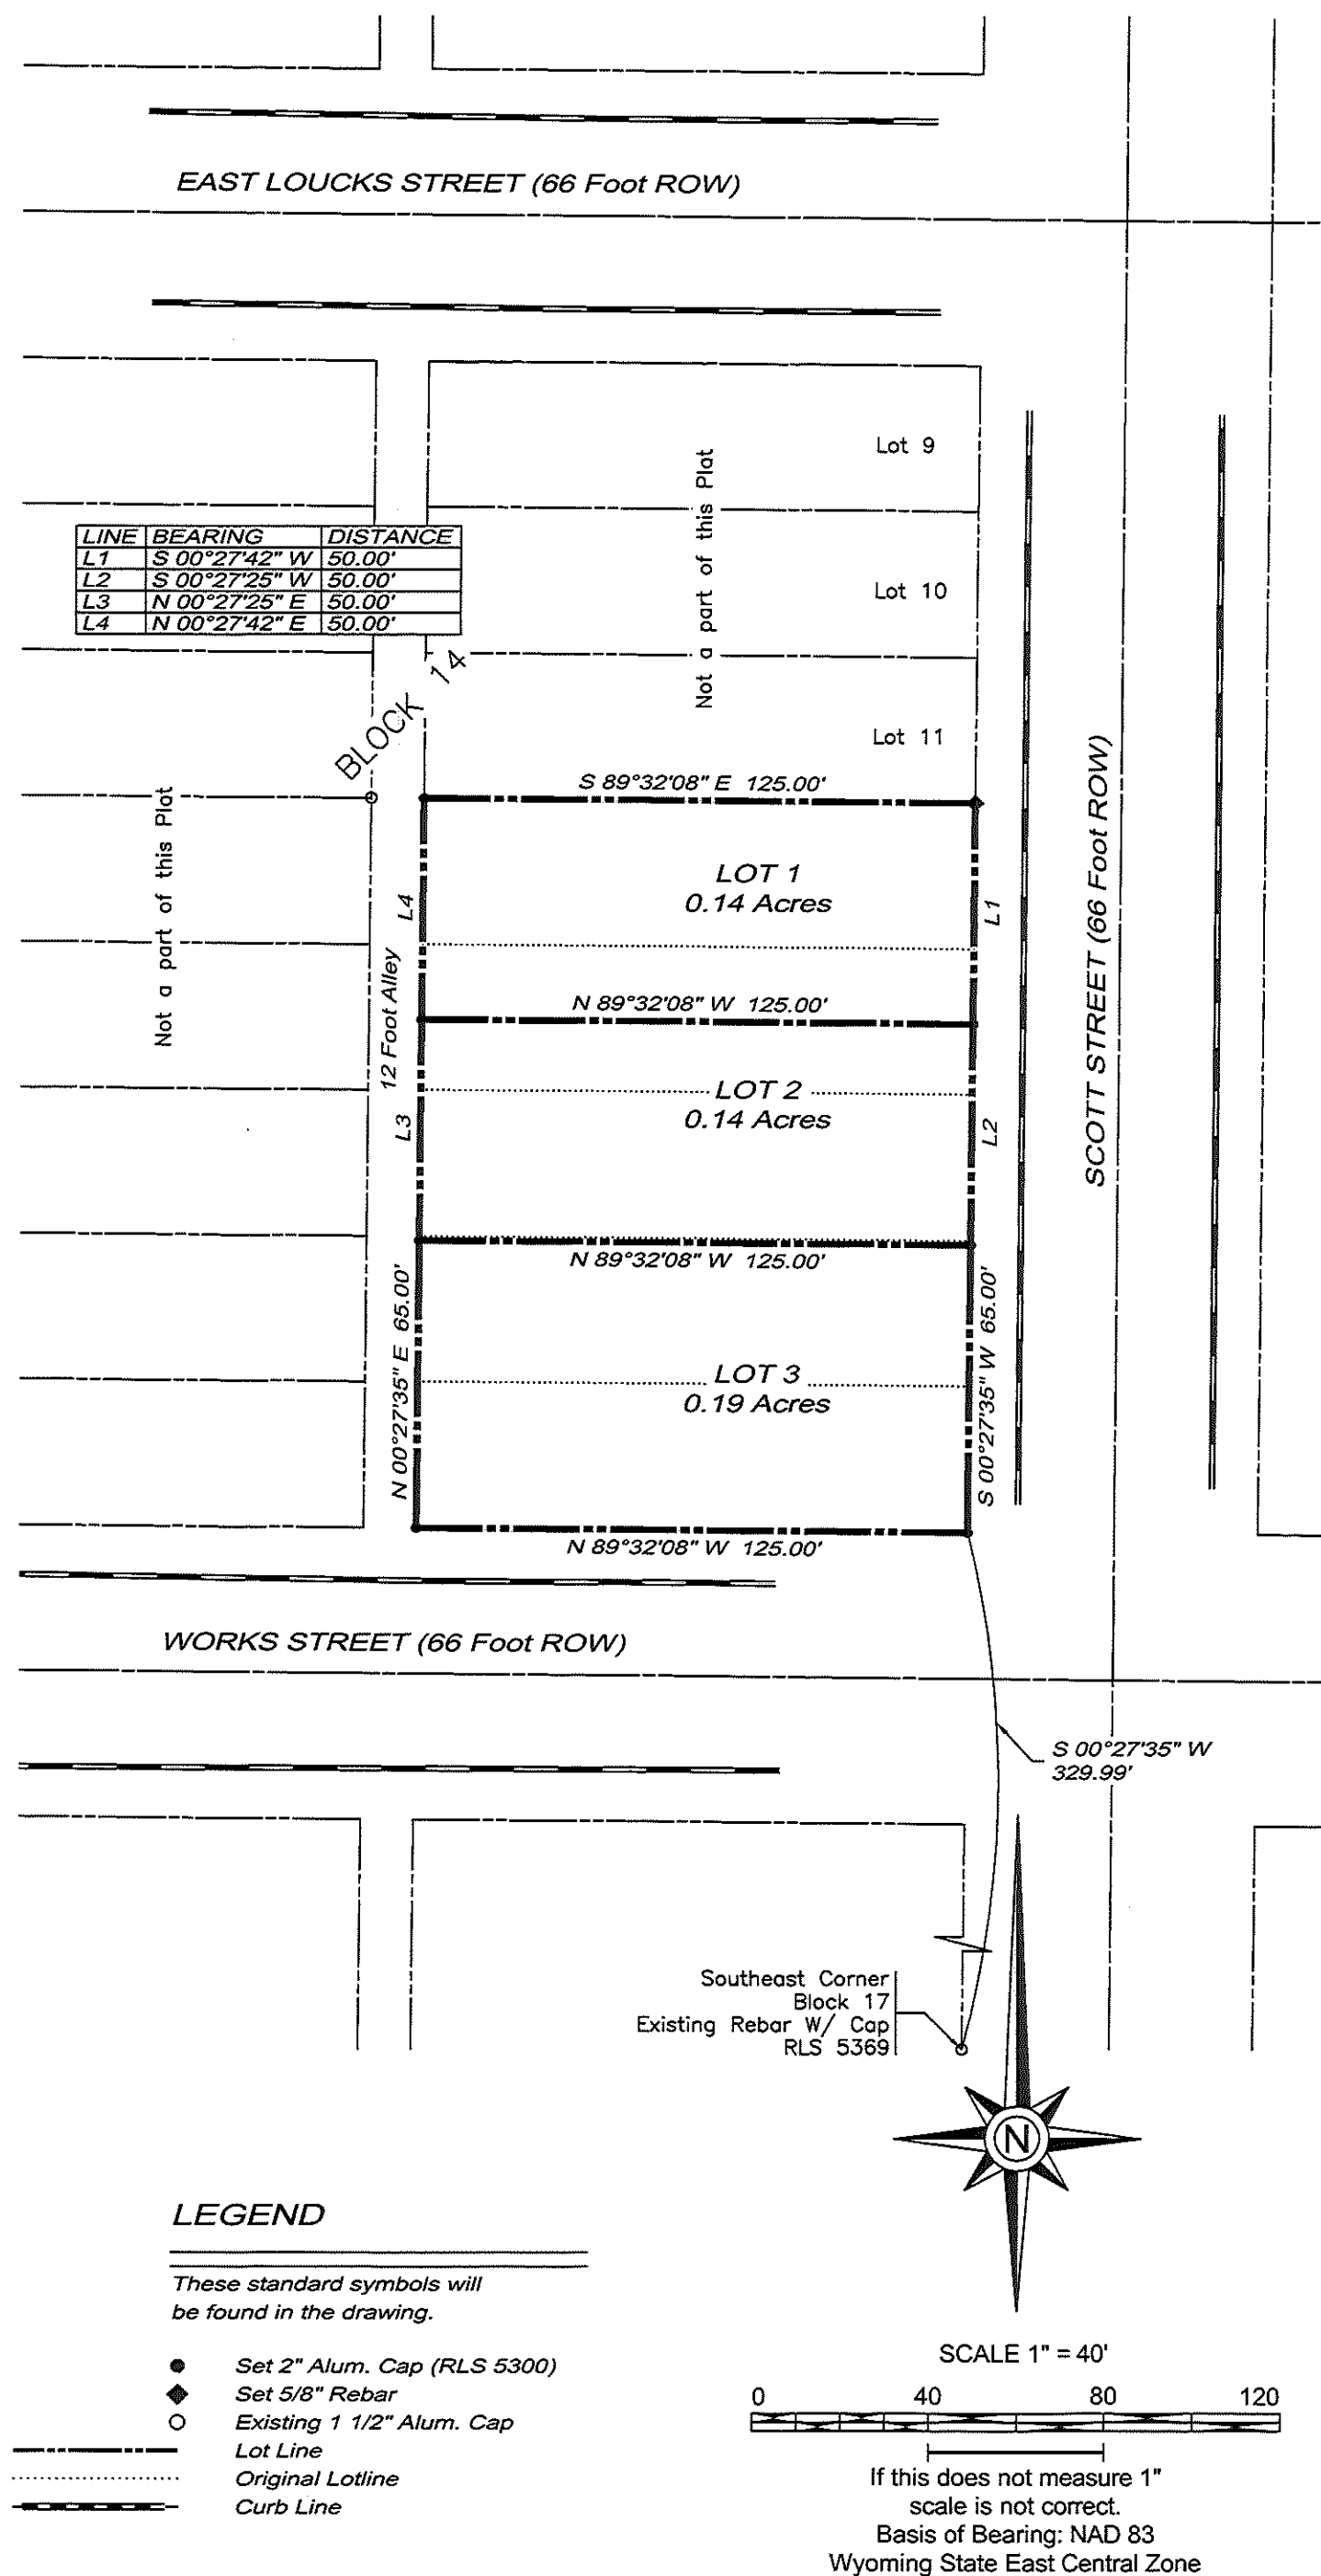 EAST LOUCKS STREET (66 Foot ROW)
Lot 9
Not a part of this Plat
LINE BEARING DISTANCE
L1 S 00°27'42" W 50.00'
L2 S 00°27'25" W 50.00'
L3 N 00°27'25" E 50.00'
L4 N 00°27'42" E 50.00'
Lot 10
BLOCK 14
Lot 11
SCOTT STREET (66 Foot ROW)
S 89°32'08" E 125.00'
Not a part of this Plat
LOT 1
0.14 Acres
L4
L1
12 Foot Alley
N 89°32'08" W 125.00'
LOT 2
0.14 Acres
L3
L2
N 89°32'08" W 125.00'
N 00°27'35" E 65.00'
S 00°27'35" W 65.00'
LOT 3
0.19 Acres
N 89°32'08" W 125.00'
WORKS STREET (66 Foot ROW)
S 00°27'35" W
329.99'
Southeast Corner
Block 17
Existing Rebar W/ Cap
RLS 5369
N
LEGEND
These standard symbols will
be found in the drawing.
Set 2" Alum. Cap (RLS 5300)
Set 5/8" Rebar
Existing 1 1/2" Alum. Cap
Lot Line
Original Lotline
Curb Line
SCALE 1" = 40'
0 40 80 120
If this does not measure 1"
scale is not correct.
Basis of Bearing: NAD 83
Wyoming State East Central Zone